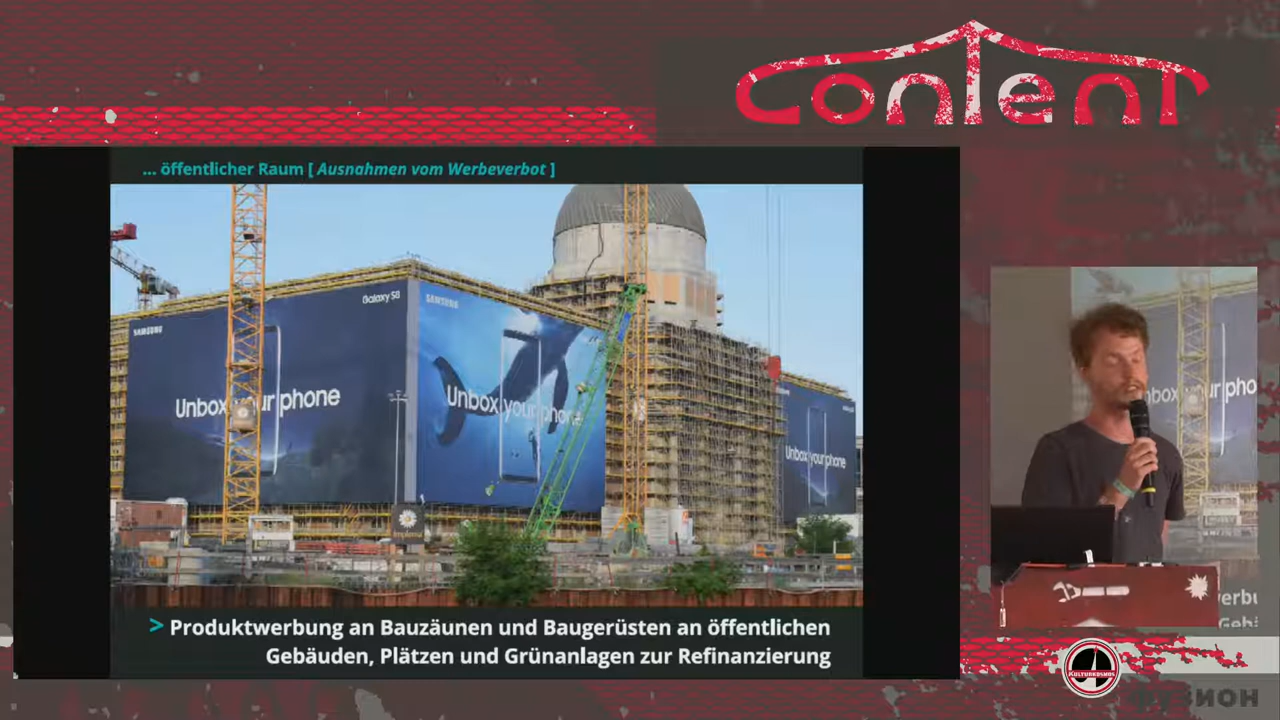 content
... öffentlicher Raum [ Ausnahmen vom Werbeverbot ]
SAMSUNG
Galaxy S8
Unbox your phone
SAMSUNG
Unbox your phone
Unbox your phone
> Produktwerbung an Bauzäunen und Baugerüsten an öffentlichen
Gebäuden, Plätzen und Grünanlagen zur Refinanzierung
KULTURKOSMOS